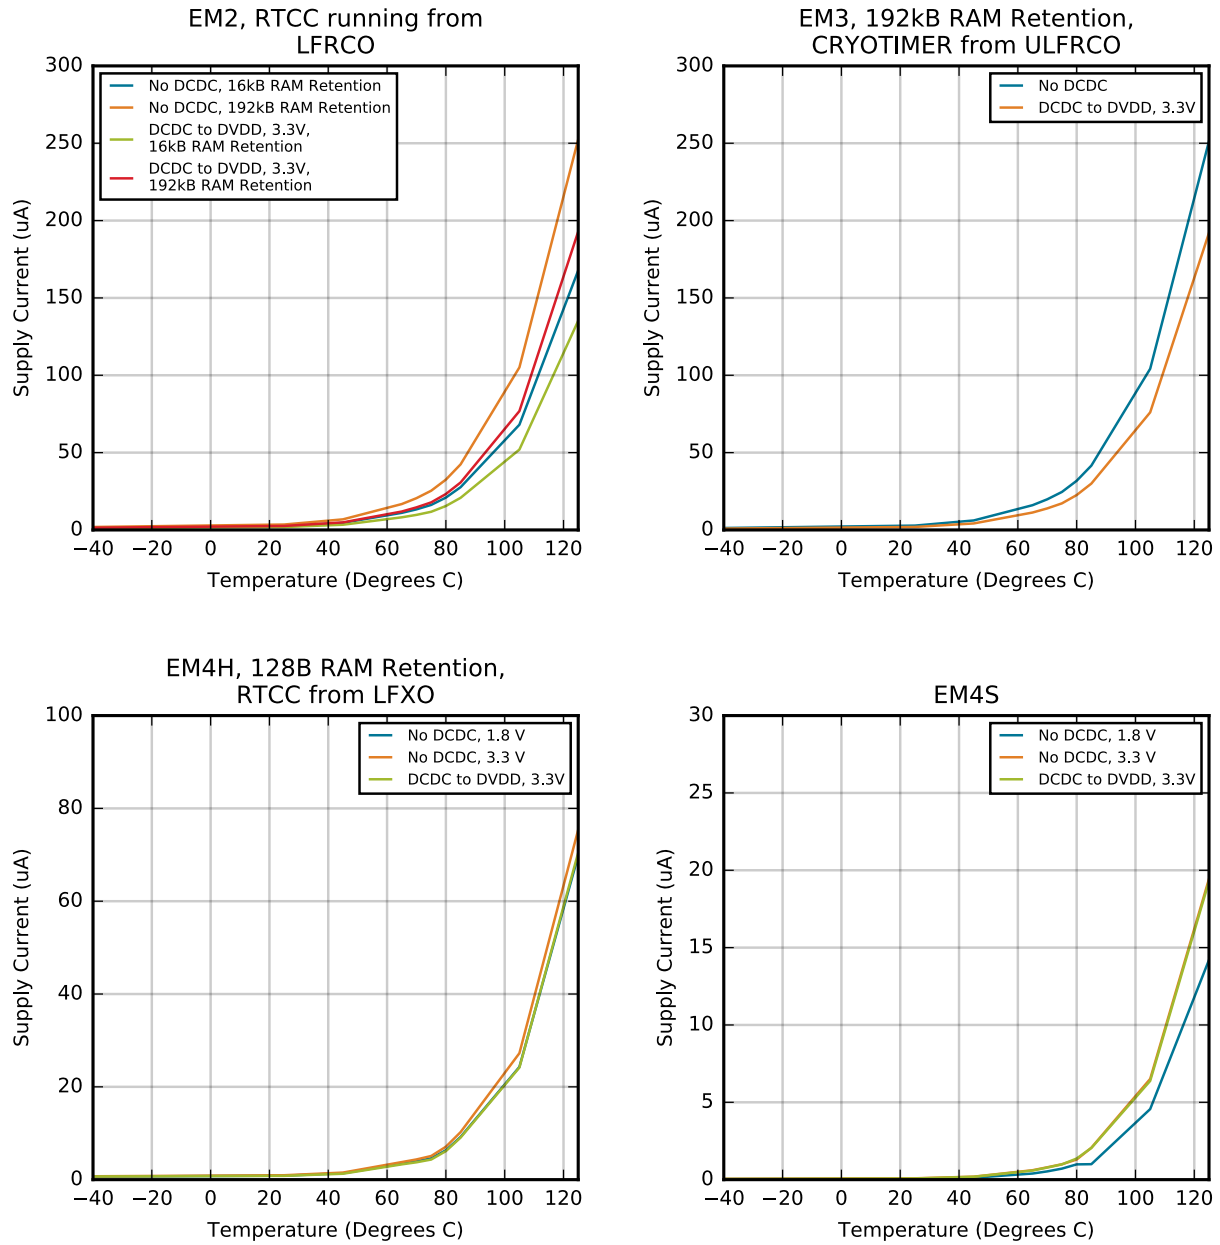 EM2, RTCC running from
LFRCO
300
250
200
150
100
50
0
Supply Current (uA)
No DCDC, 16kB RAM Retention
No DCDC, 192kB RAM Retention
DCDC to DVDD, 3.3V,
16kB RAM Retention
DCDC to DVDD, 3.3V,
192kB RAM Retention
−40 −20 0 20 40 60 80 100 120
Temperature (Degrees C)
EM3, 192kB RAM Retention,
CRYOTIMER from ULFRCO
300
250
200
150
100
50
0
Supply Current (uA)
No DCDC
DCDC to DVDD, 3.3V
−40 −20 0 20 40 60 80 100 120
Temperature (Degrees C)
EM4H, 128B RAM Retention,
RTCC from LFXO
100
80
60
40
20
0
Supply Current (uA)
No DCDC, 1.8 V
No DCDC, 3.3 V
DCDC to DVDD, 3.3V
−40 −20 0 20 40 60 80 100 120
Temperature (Degrees C)
EM4S
30
25
20
15
10
5
0
Supply Current (uA)
No DCDC, 1.8 V
No DCDC, 3.3 V
DCDC to DVDD, 3.3V
−40 −20 0 20 40 60 80 100 120
Temperature (Degrees C)